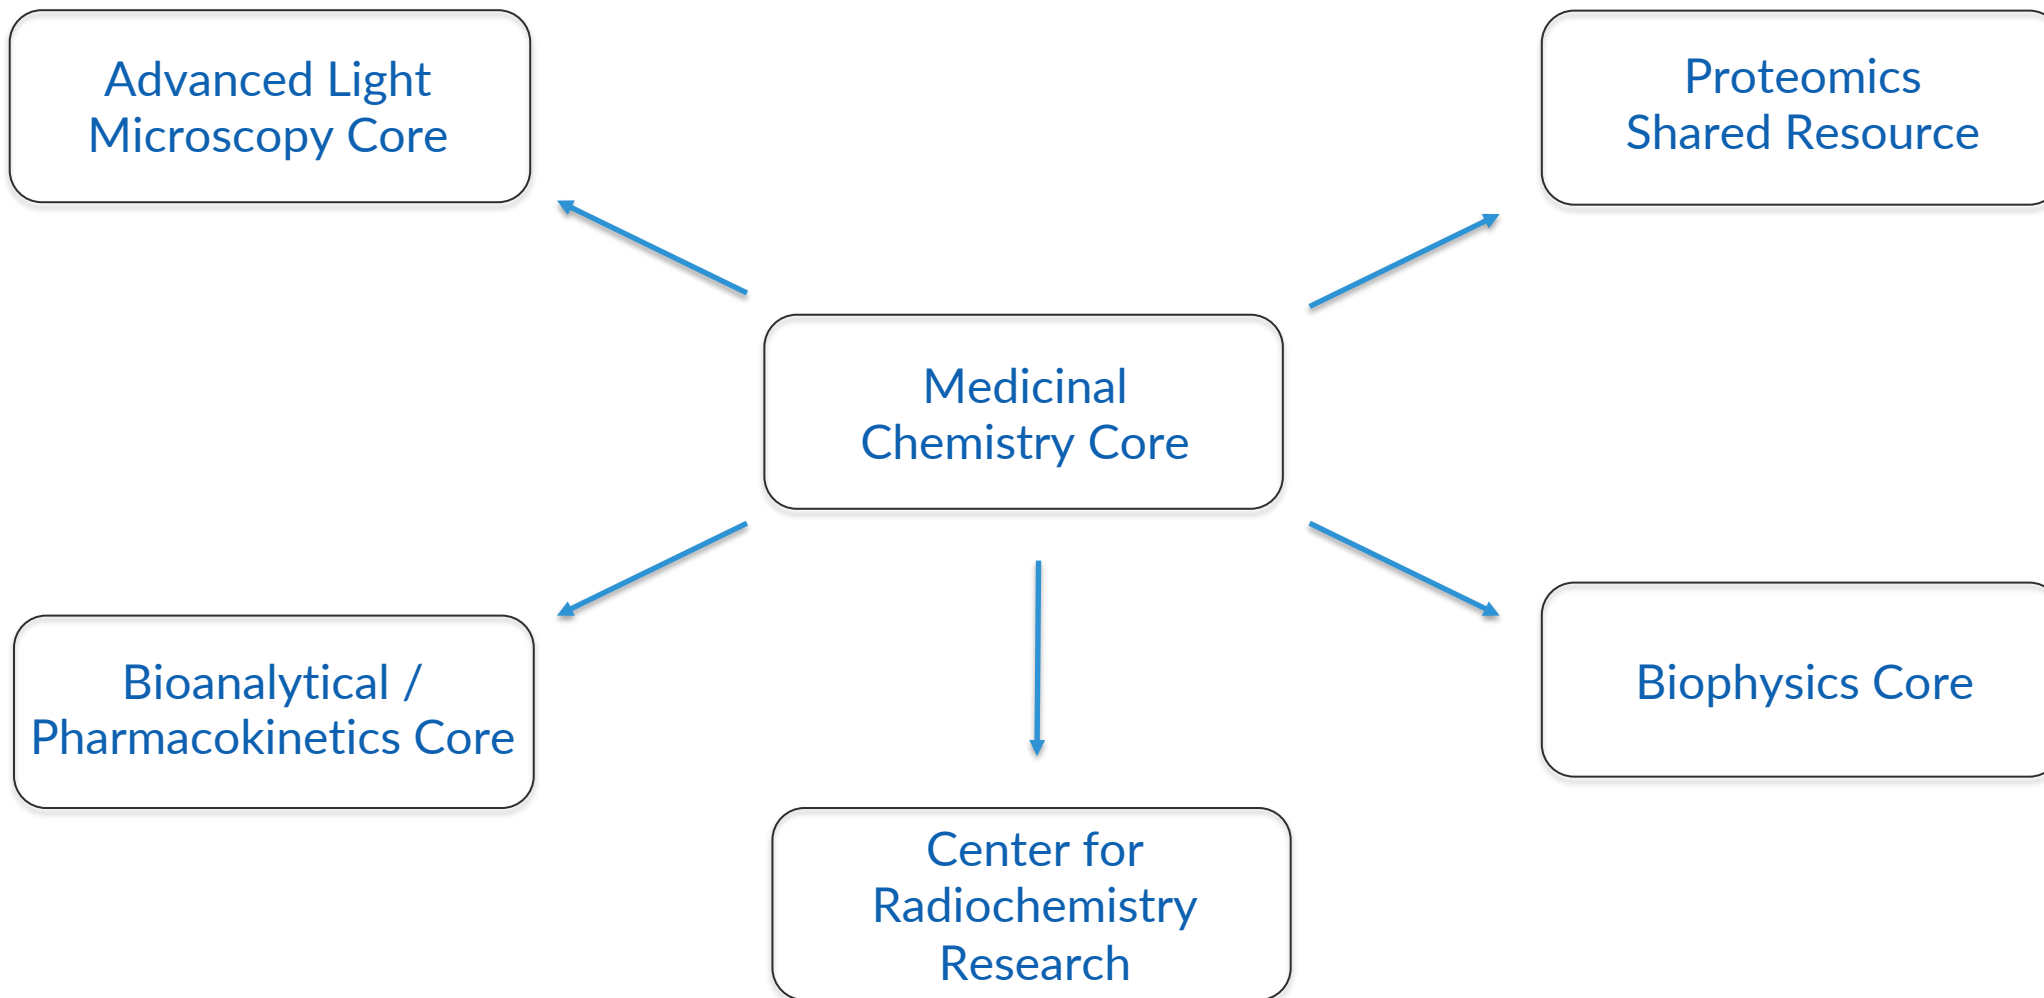 Advanced Light
Microscopy Core
Proteomics
Shared Resource
Medicinal
Chemistry Core
Bioanalytical /
Pharmacokinetics Core
Biophysics Core
Center for
Radiochemistry
Research